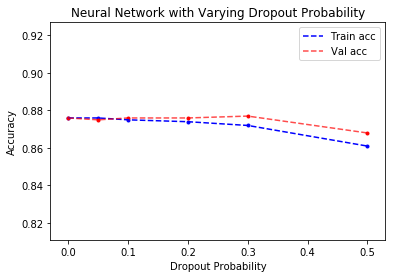 Neural Network with Varying Dropout Probability
Train acc
Val acc
Accuracy
0.92
0.90
0.88
0.86
0.84
0.82
0.0
0.1
0.2
0.3
0.4
0.5
Dropout Probability